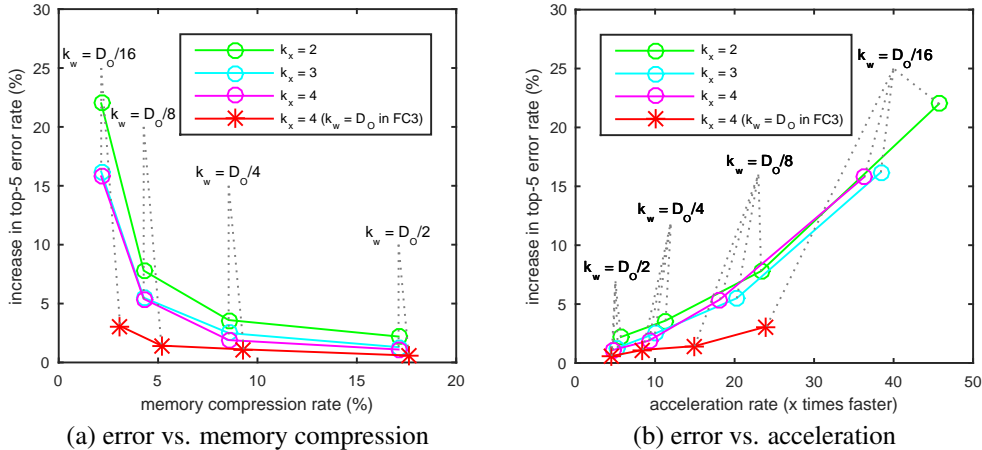 increase in top-5 error rate (%)
30
25
20
15
10
5
0
k_w = D_O/16
k_w = D_O/8
k_w = D_O/4
k_w = D_O/2
k_x = 2
k_x = 3
k_x = 4
k_x = 4 (k_w = D_O in FC3)
0 5 10 15 20
memory compression rate (%)
(a) error vs. memory compression
increase in top-5 error rate (%)
30
25
20
15
10
5
0
k_x = 2
k_x = 3
k_x = 4
k_x = 4 (k_w = D_O in FC3)
k_w = D_O/16
k_w = D_O/8
k_w = D_O/4
k_w = D_O/2
0 10 20 30 40 50
acceleration rate (x times faster)
(b) error vs. acceleration